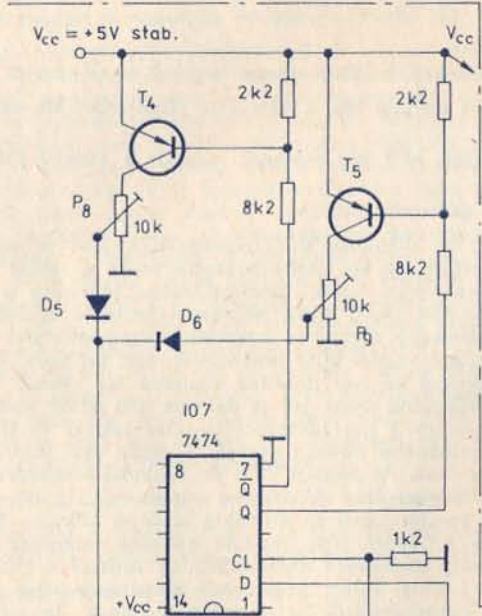 Vcc = +5V stab.
Vcc
T4
2k2
2k2
T5
P8
10k
8k2
8k2
D5
D6
10k
P9
IO7
7474
8
7
Q̅
Q
CL
1k2
D
+Vcc
14
1